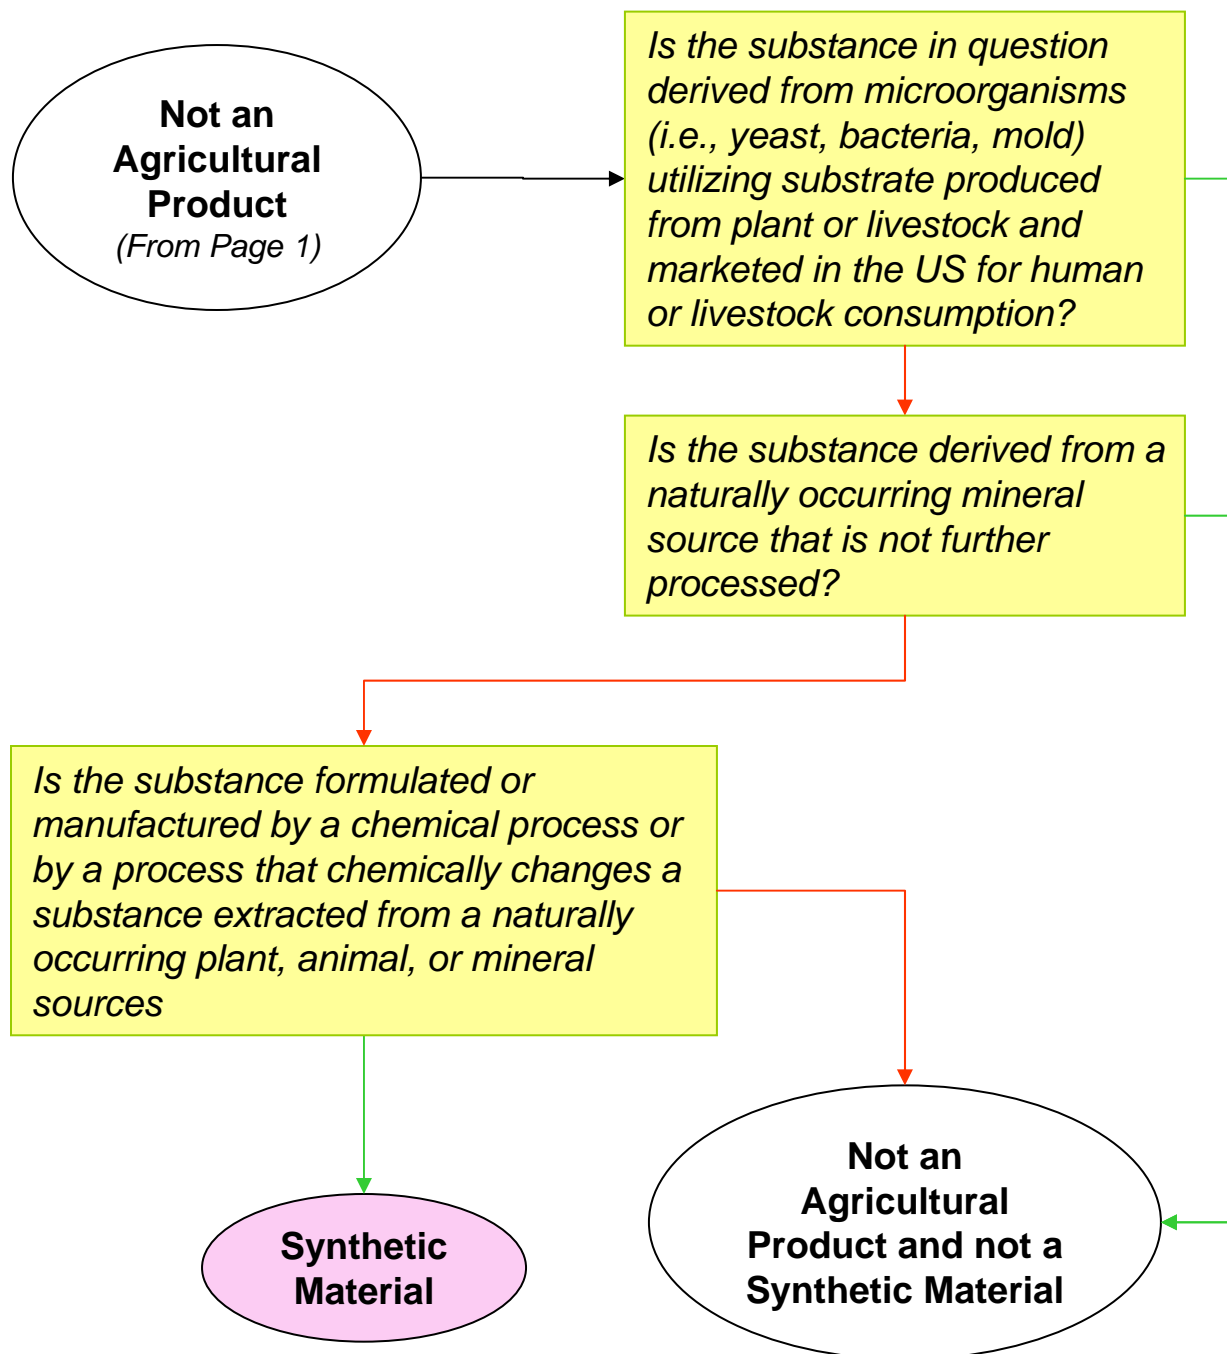 Not an
Agricultural
Product
(From Page 1)
Is the substance in question
derived from microorganisms
(i.e., yeast, bacteria, mold)
utilizing substrate produced
from plant or livestock and
marketed in the US for human
or livestock consumption?
Is the substance derived from a
naturally occurring mineral
source that is not further
processed?
Is the substance formulated or
manufactured by a chemical process or
by a process that chemically changes a
substance extracted from a naturally
occurring plant, animal, or mineral
sources
Synthetic
Material
Not an
Agricultural
Product and not a
Synthetic Material